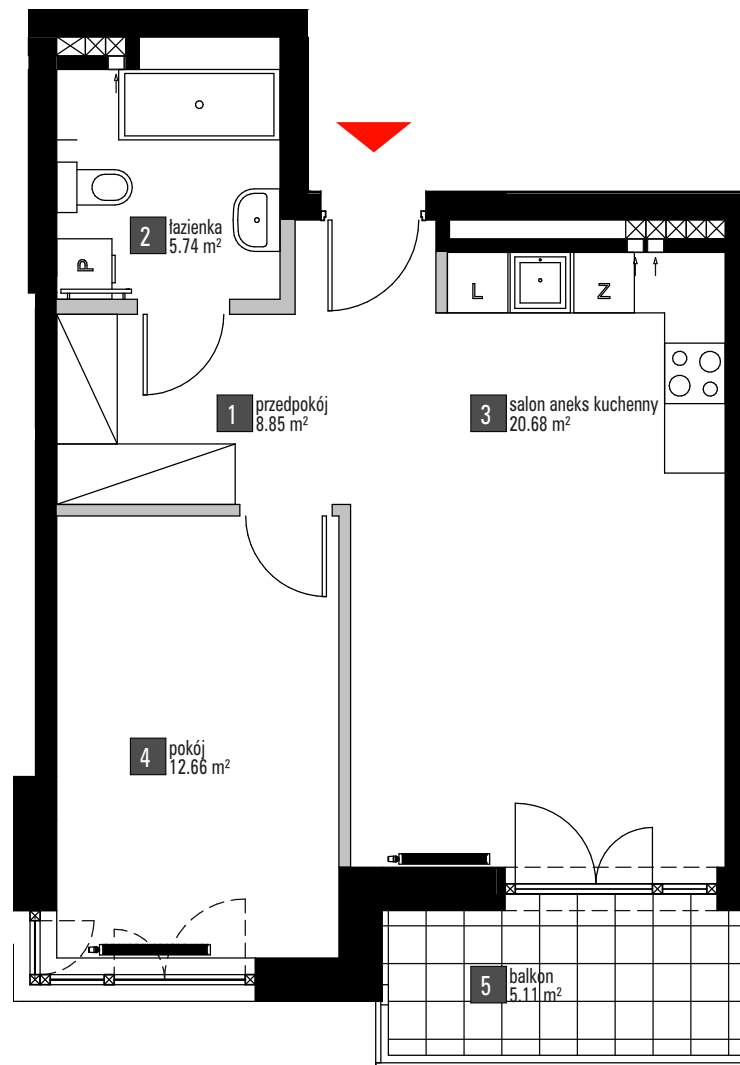 2 łazienka
5.74 m²
P
L
Z
1 przedpokój
8.85 m²
3 salon aneks kuchenny
20.68 m²
4 pokój
12.66 m²
5 balkon
5.11 m²